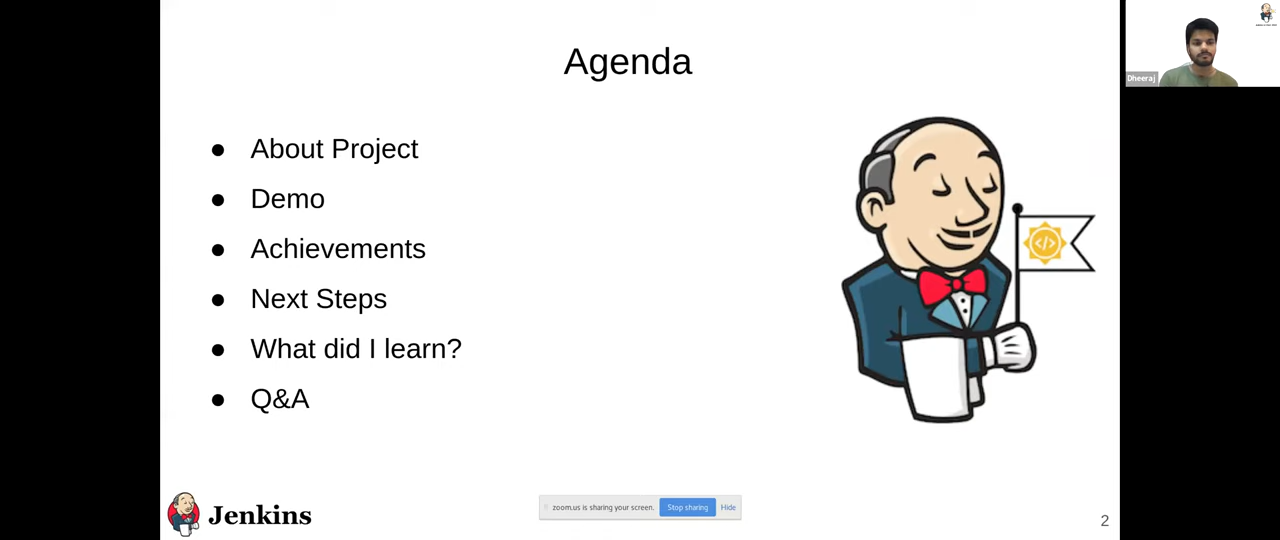 Agenda
● About Project
● Demo
● Achievements
● Next Steps
● What did I learn?
● Q&A
</>
Jenkins
zoom.us is sharing your screen. Stop sharing Hide
2
Dheeraj